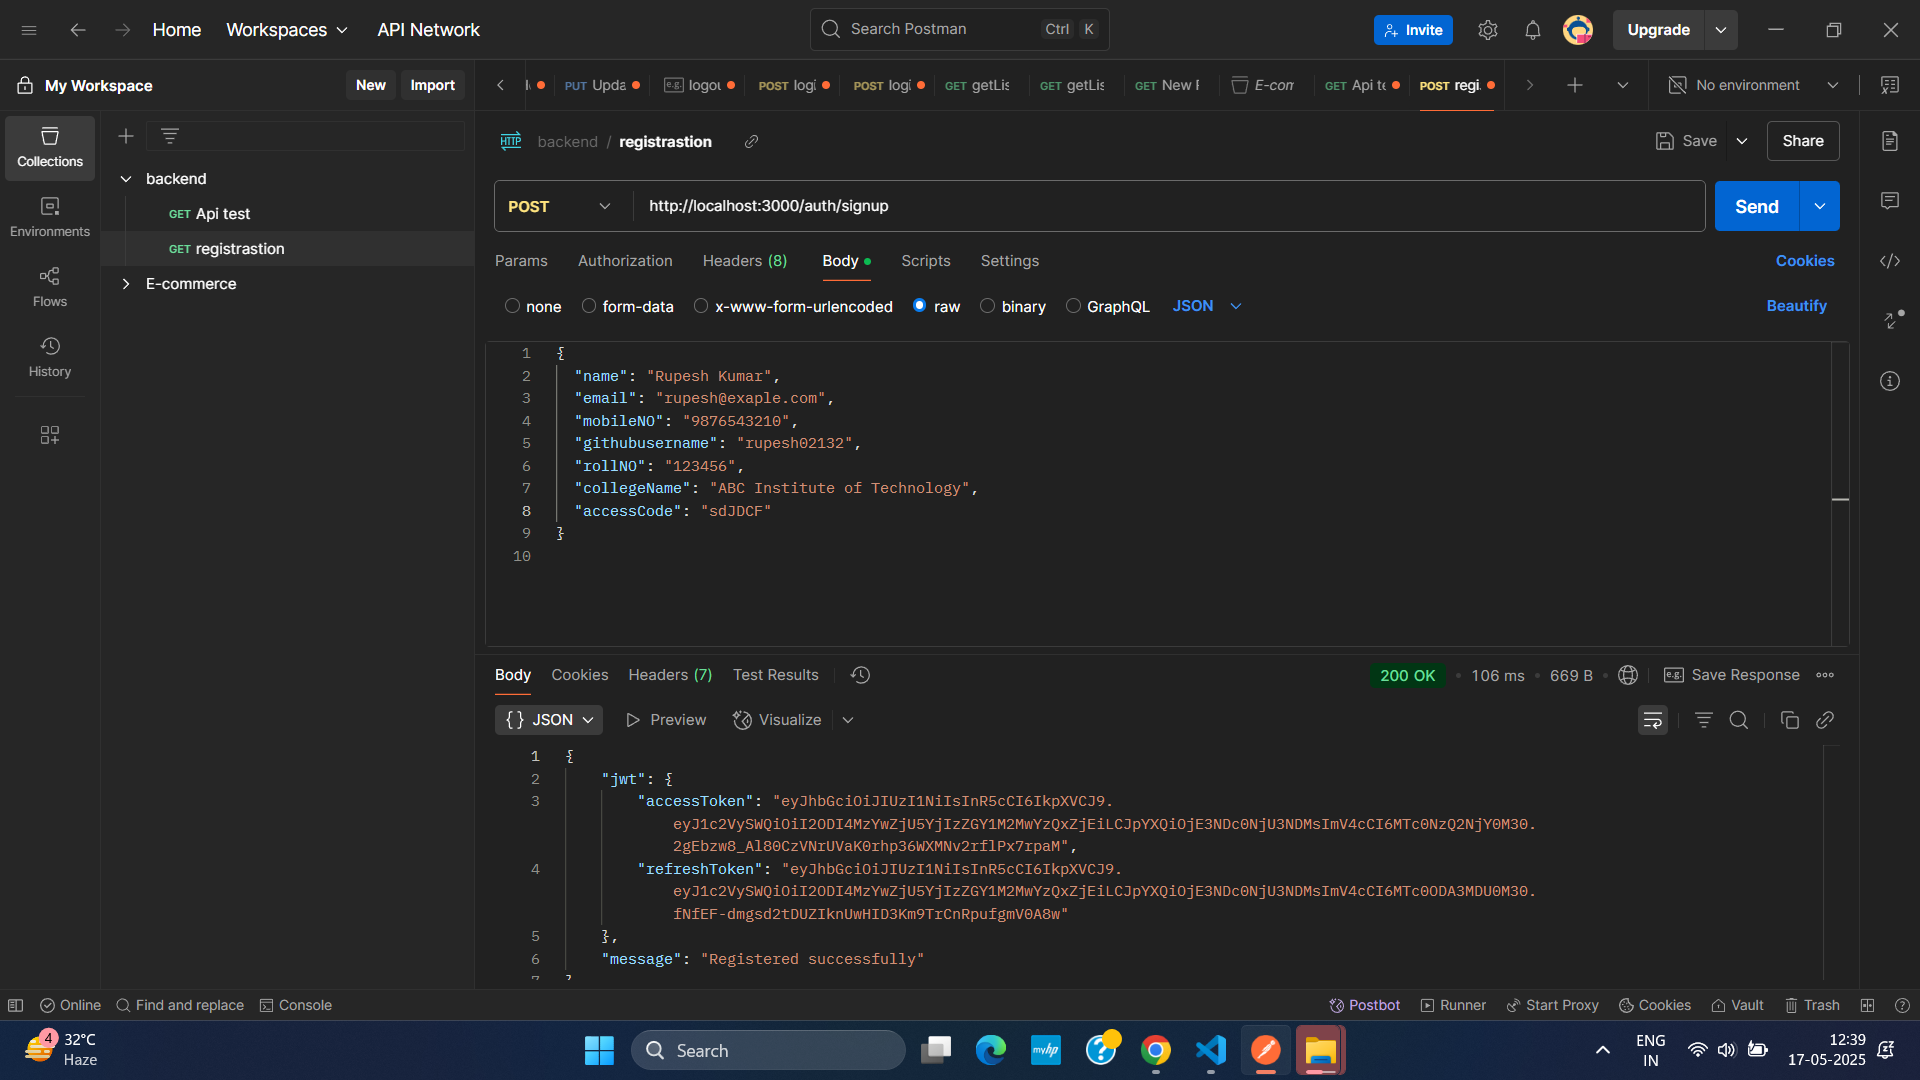 Home
Workspaces
API Network
Search Postman
Ctrl
K
Invite
Upgrade
My Workspace
New
Import
PUT Upda
e.g. logou
POST logi
POST logi
GET getLis
GET getLis
GET New F
E-com
GET Api te
POST regi
No environment
Collections
Environments
Flows
History
backend
GET Api test
GET registrastion
E-commerce
HTTP backend / registrastion
Save
Share
POST
http://localhost:3000/auth/signup
Send
Params
Authorization
Headers (8)
Body
Scripts
Settings
Cookies
none
form-data
x-www-form-urlencoded
raw
binary
GraphQL
JSON
Beautify
1 {
2 "name": "Rupesh Kumar",
3 "email": "rupesh@exaple.com",
4 "mobileNO": "9876543210",
5 "githubusername": "rupesh02132",
6 "rollNO": "123456",
7 "collegeName": "ABC Institute of Technology",
8 "accessCode": "sdJDCF"
9 }
10
Body
Cookies
Headers (7)
Test Results
200 OK
106 ms
669 B
e.g. Save Response
{} JSON
Preview
Visualize
1 {
2 "jwt": {
3 "accessToken": "eyJhbGciOiJIUzI1NiIsInR5cCI6IkpXVCJ9.
eyJ1c2VySWQiOiI2ODI4MzYwZjU5YjIzZGY1M2MwYzQxZjEiLCJpYXQiOjE3NDc0NjU3NDMsImV4cCI6MTc0NzQ2NjY0M30.
2gEbzw8_Al80CzVNrUVaK0rhp36WXMNv2rflPx7rpaM",
4 "refreshToken": "eyJhbGciOiJIUzI1NiIsInR5cCI6IkpXVCJ9.
eyJ1c2VySWQiOiI2ODI4MzYwZjU5YjIzZGY1M2MwYzQxZjEiLCJpYXQiOjE3NDc0NjU3NDMsImV4cCI6MTc0ODA3MDU0M30.
fNfEF-dmgsd2tDUZIknUwHID3Km9TrCnRpufgmV0A8w"
5 },
6 "message": "Registered successfully"
7 }
Online
Find and replace
Console
Postbot
Runner
Start Proxy
Cookies
Vault
Trash
4
32°C
Haze
Search
myhp
ENG
IN
12:39
17-05-2025